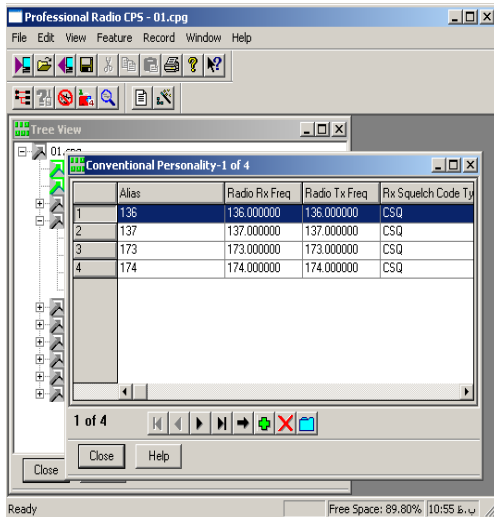 Professional Radio CPS - 01.cpg
File Edit View Feature Record Window Help
Tree View
Conventional Personality-1 of 4
Alias Radio Rx Freq Radio Tx Freq Rx Squelch Code Ty
1 136 136.000000 136.000000 CSQ
2 137 137.000000 137.000000 CSQ
3 173 173.000000 173.000000 CSQ
4 174 174.000000 174.000000 CSQ
1 of 4
Close Help
Close
Ready Free Space: 89.80% 10:55